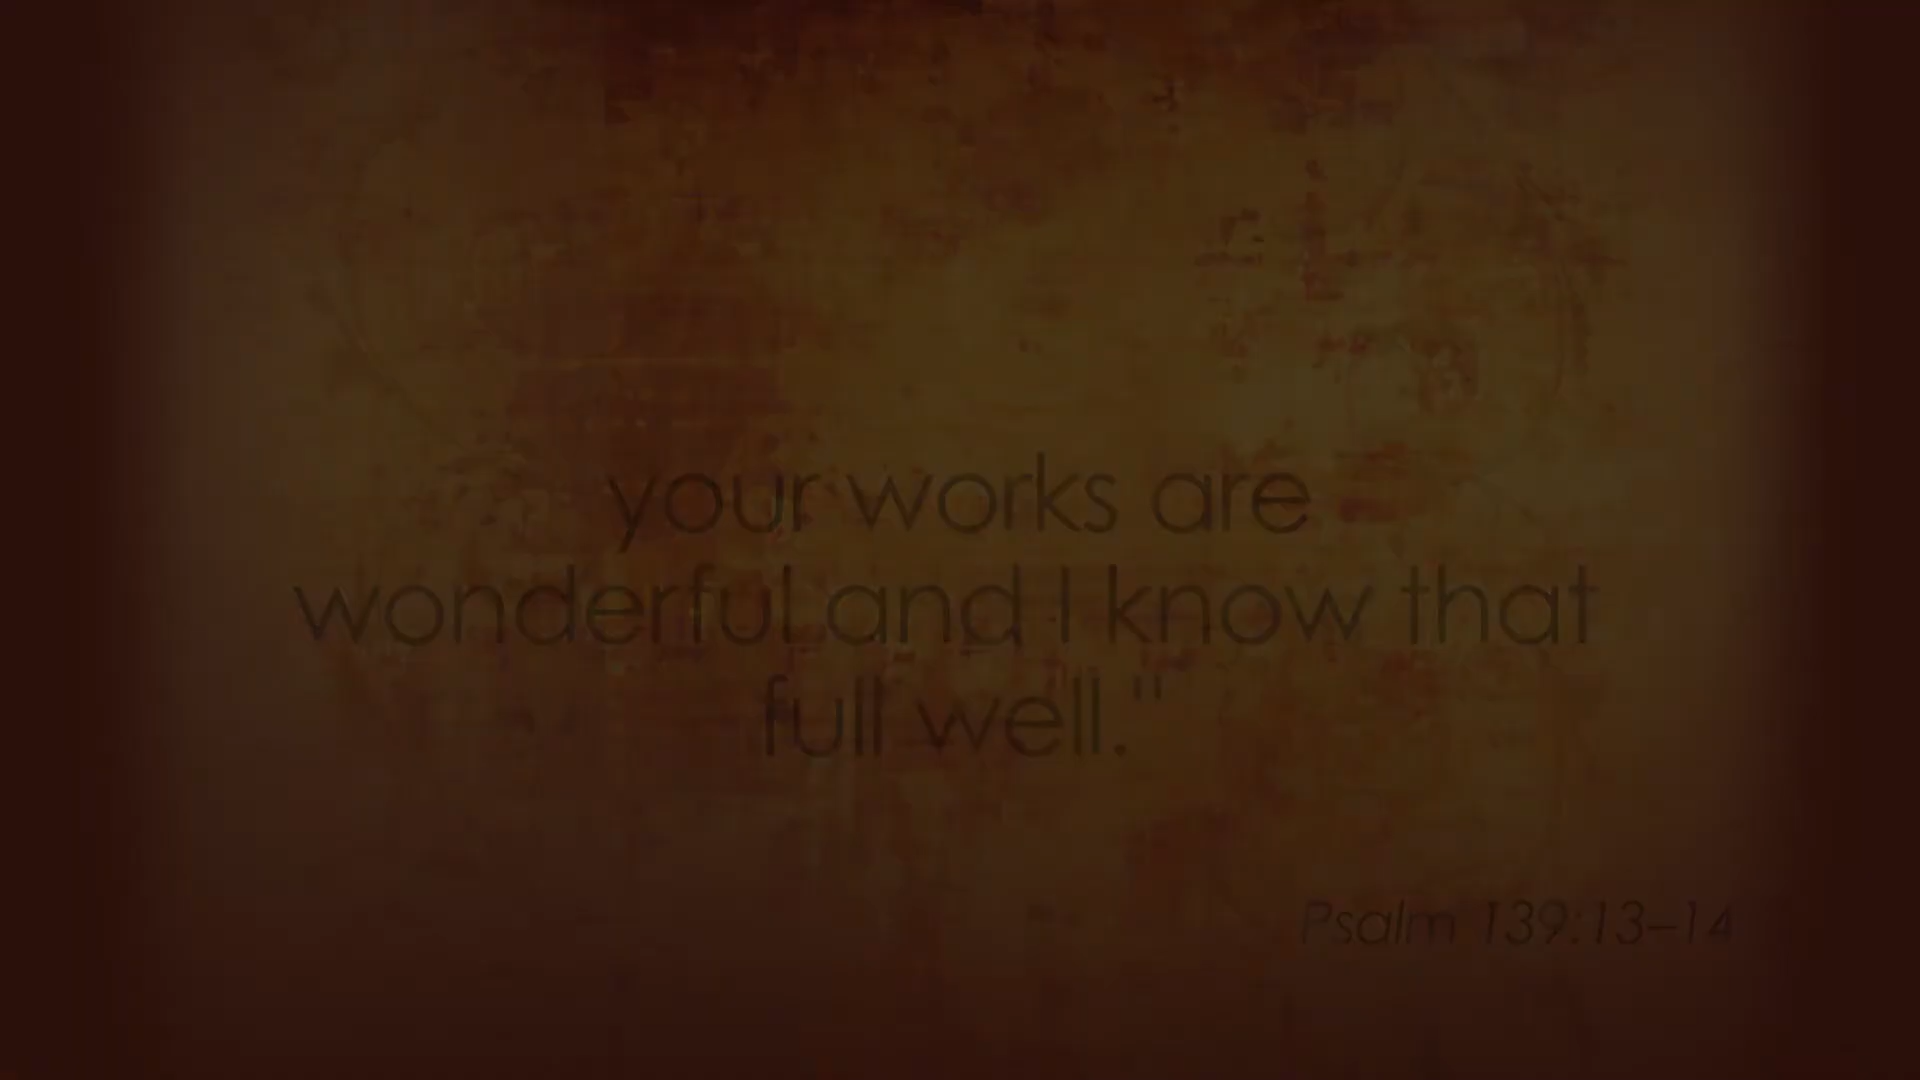 your works are
wonderful and I know that
full well."
Psalm 139:13–14